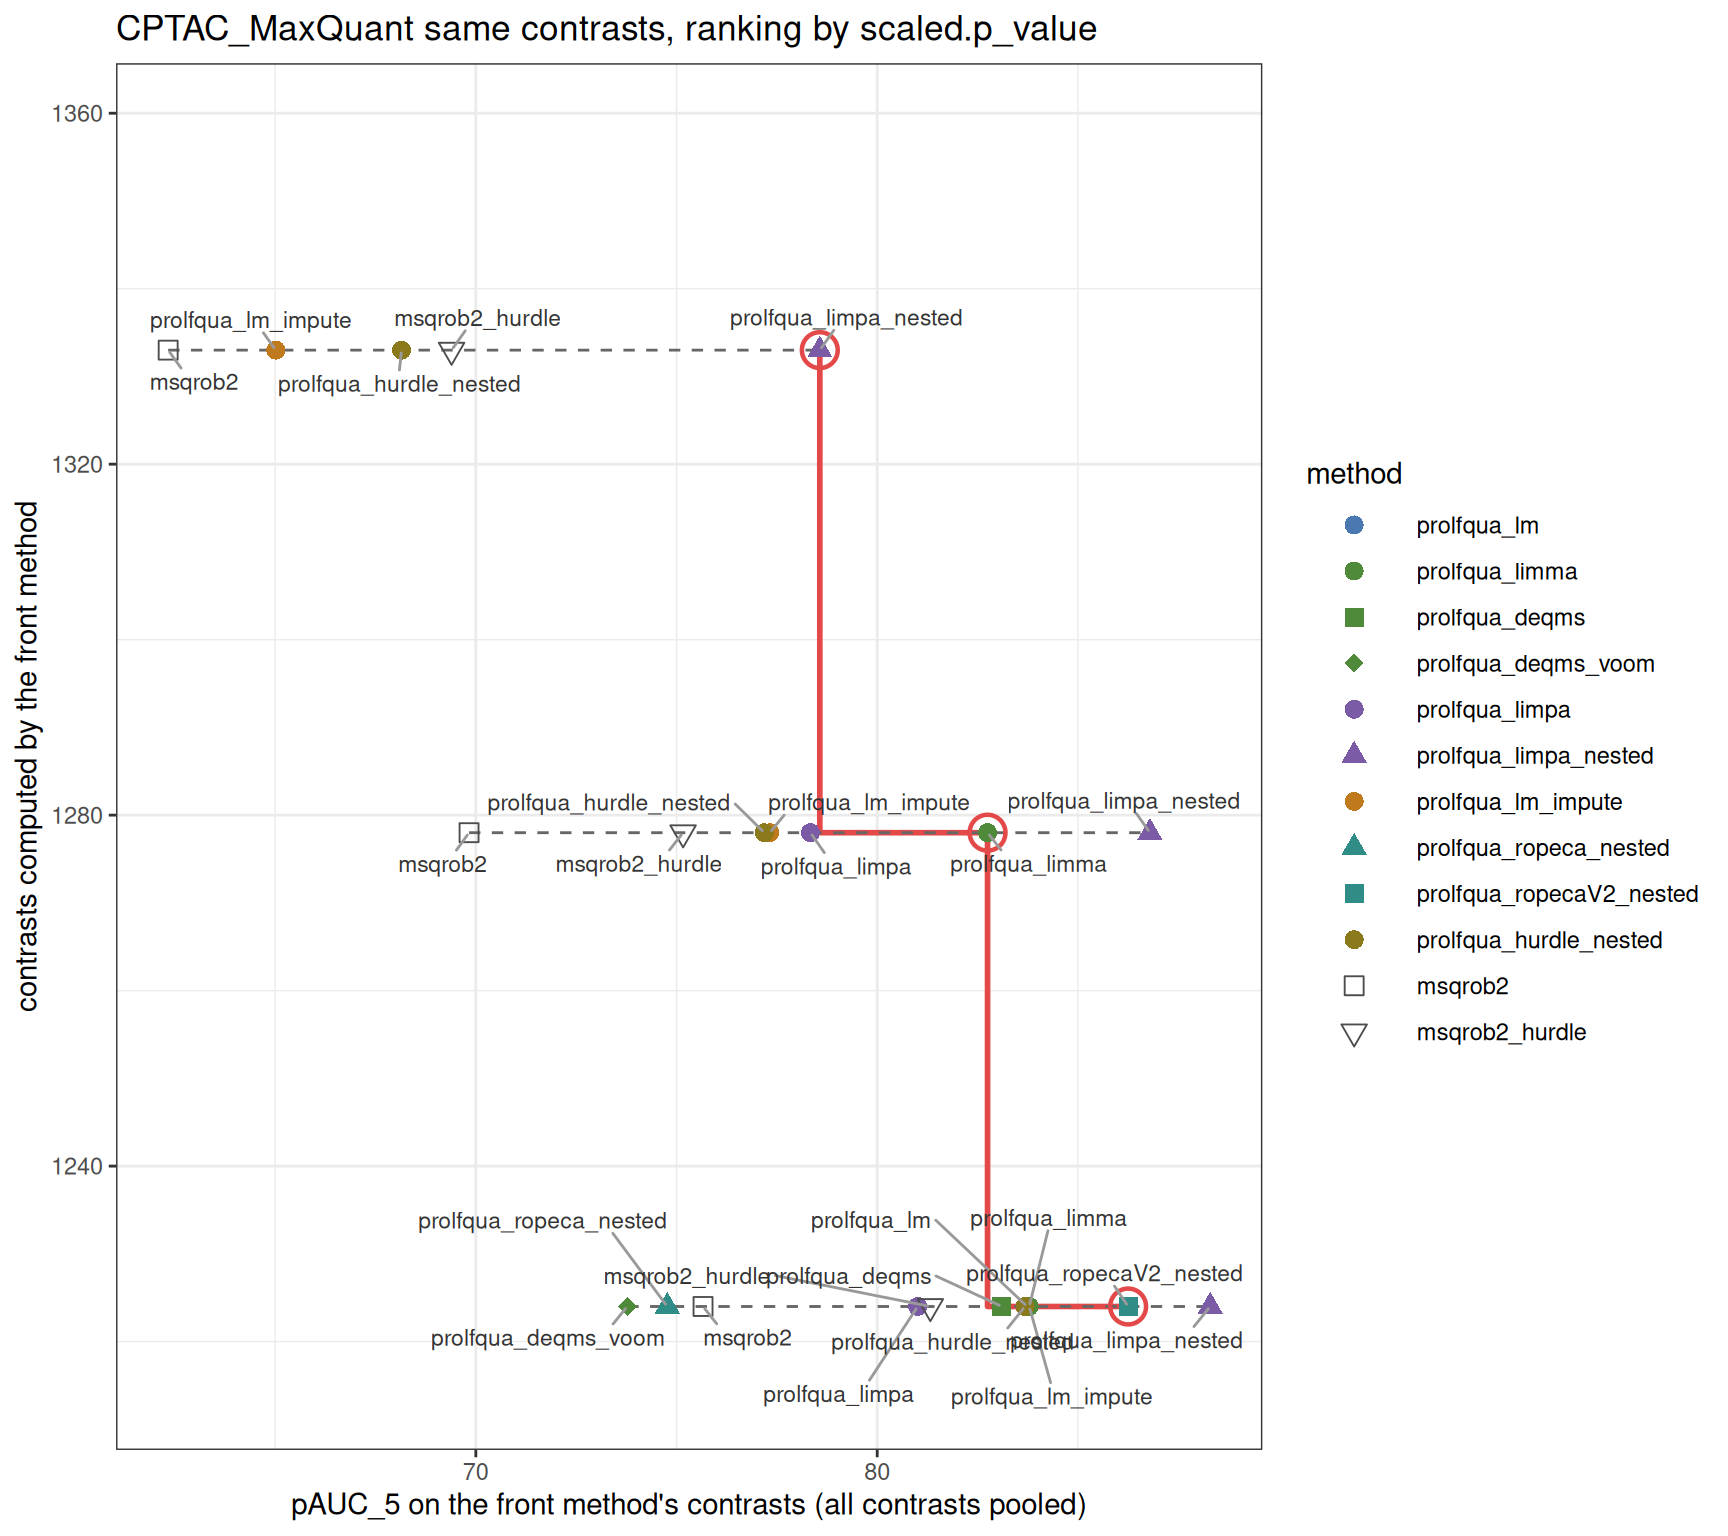 CPTAC_MaxQuant same contrasts, ranking by scaled.p_value
contrasts computed by the front method
1360
1320
1280
1240
prolfqua_lm_impute
msqrob2_hurdle
prolfqua_limpa_nested
msqrob2
prolfqua_hurdle_nested
prolfqua_hurdle_nested
prolfqua_lm_impute
prolfqua_limpa_nested
msqrob2
msqrob2_hurdle
prolfqua_limpa
prolfqua_limma
prolfqua_ropeca_nested
prolfqua_lm
prolfqua_limma
msqrob2_hurdle
prolfqua_deqms
prolfqua_ropecaV2_nested
prolfqua_deqms_voom
msqrob2
prolfqua_hurdle_nested
prolfqua_limpa_nested
prolfqua_limpa
prolfqua_lm_impute
70
80
pAUC_5 on the front method's contrasts (all contrasts pooled)
method
prolfqua_lm
prolfqua_limma
prolfqua_deqms
prolfqua_deqms_voom
prolfqua_limpa
prolfqua_limpa_nested
prolfqua_lm_impute
prolfqua_ropeca_nested
prolfqua_ropecaV2_nested
prolfqua_hurdle_nested
msqrob2
msqrob2_hurdle